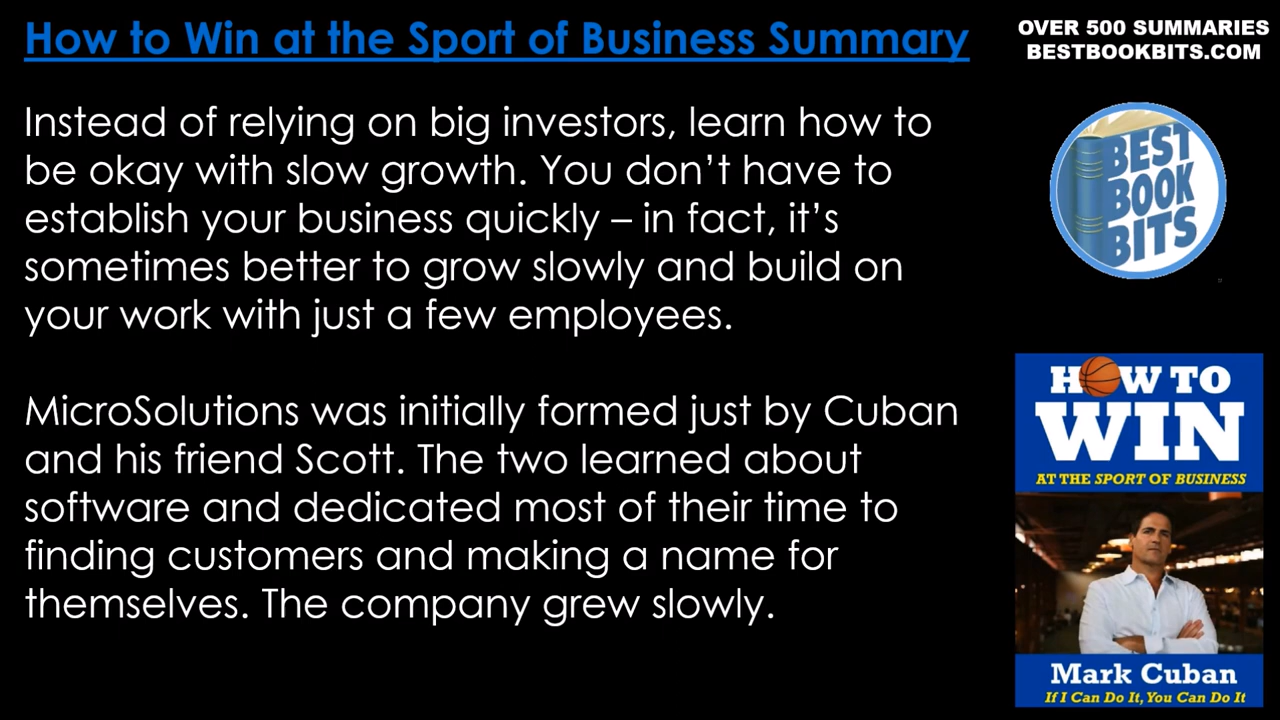 How to Win at the Sport of Business Summary
OVER 500 SUMMARIES
BESTBOOKBITS.COM
Instead of relying on big investors, learn how to
be okay with slow growth. You don’t have to
establish your business quickly – in fact, it’s
sometimes better to grow slowly and build on
your work with just a few employees.
MicroSolutions was initially formed just by Cuban
and his friend Scott. The two learned about
software and dedicated most of their time to
finding customers and making a name for
themselves. The company grew slowly.
BEST
BOOK
BITS
HOW TO
WIN
AT THE SPORT OF BUSINESS
Mark Cuban
If I Can Do It, You Can Do It